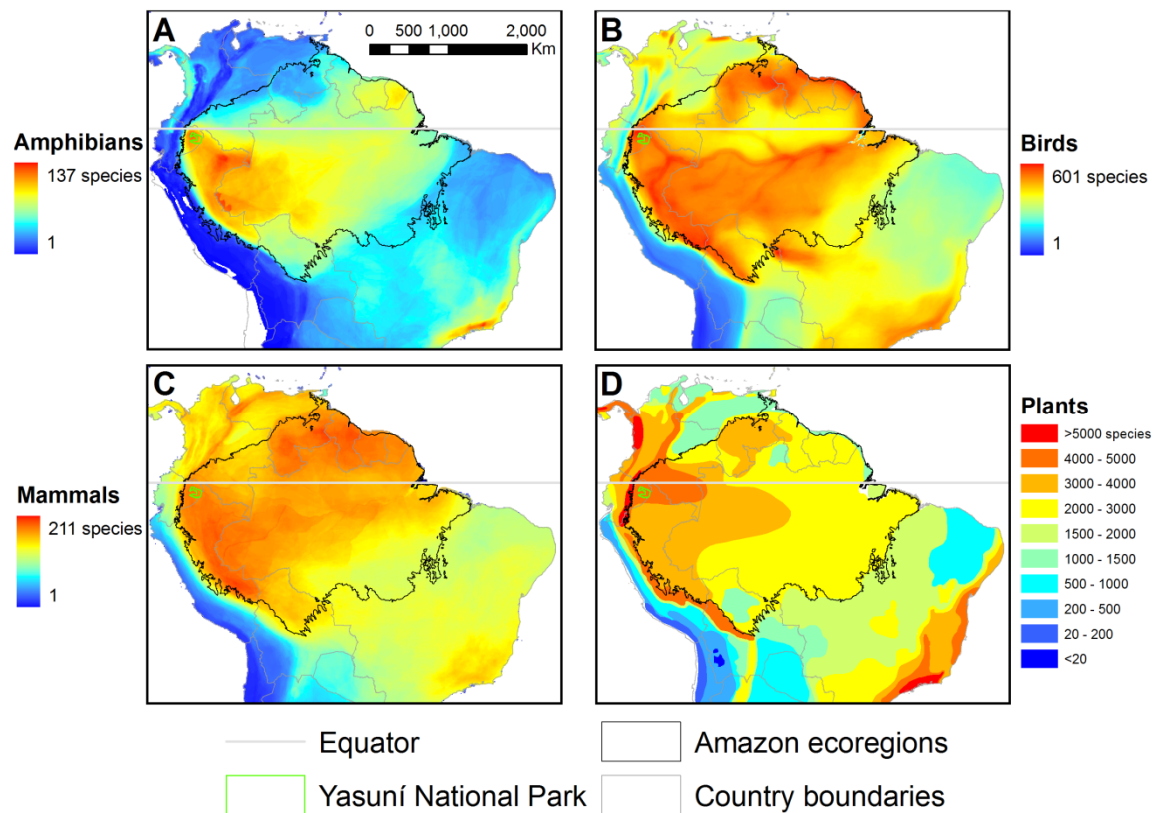 A
0 500 1,000 2,000
Km
Amphibians
137 species
1
B
Birds
601 species
1
C
Mammals
211 species
1
D
Plants
>5000 species
4000 - 5000
3000 - 4000
2000 - 3000
1500 - 2000
1000 - 1500
500 - 1000
200 - 500
20 - 200
<20
Equator
Amazon ecoregions
Yasuní National Park
Country boundaries